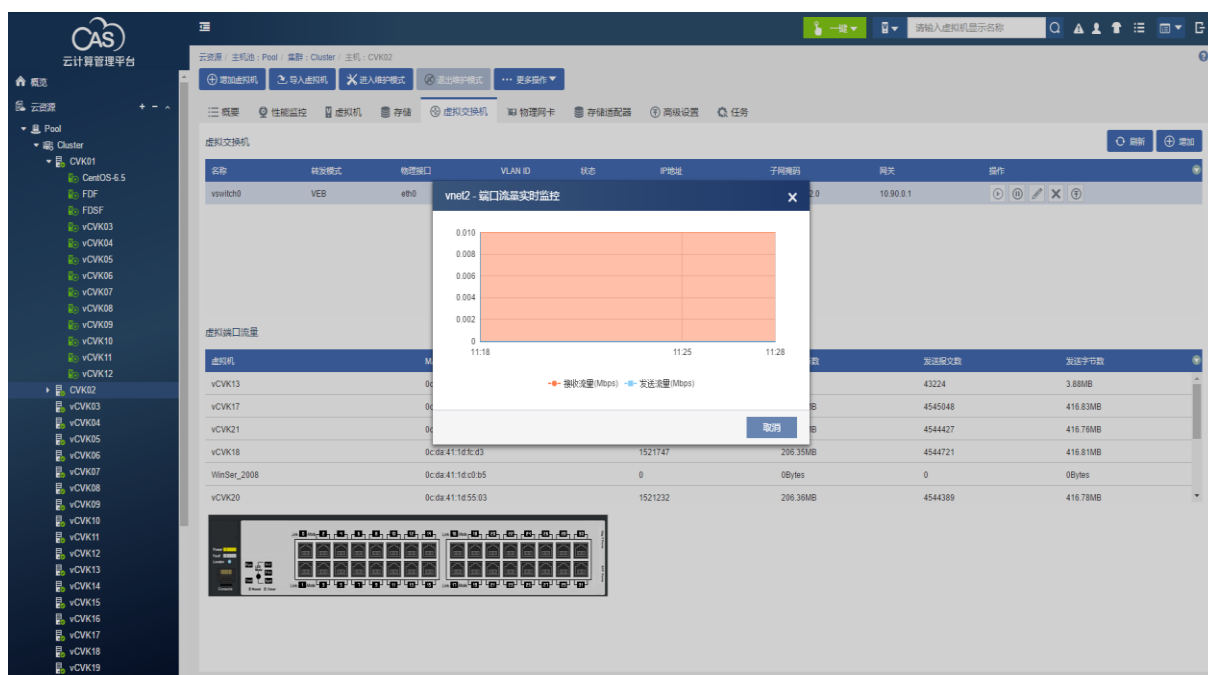 CAS
云计算管理平台
一键
请输入虚拟机显示名称
概览
云资源
+ -
Pool
Cluster
CVK01
CentOS-6.5
FDF
FDSF
vCVK03
vCVK04
vCVK05
vCVK06
vCVK07
vCVK08
vCVK09
vCVK10
vCVK11
vCVK12
CVK02
vCVK03
vCVK04
vCVK05
vCVK06
vCVK07
vCVK08
vCVK09
vCVK10
vCVK11
vCVK12
vCVK13
vCVK14
vCVK15
vCVK16
vCVK17
vCVK18
vCVK19
云资源 / 主机池 : Pool / 集群 : Cluster / 主机 : CVK02
增加虚拟机 导入虚拟机 进入维护模式 退出维护模式 ··· 更多操作
概要 性能监控 虚拟机 存储 虚拟交换机 物理网卡 存储适配器 高级设置 任务
虚拟交换机 刷新 增加
名称 转发模式 物理接口 VLAN ID 状态 IP地址 子网掩码 网关 操作
vswitch0 VEB eth0 2.0 10.90.0.1
vnet2 - 端口流量实时监控
0.010
0.008
0.006
0.004
0.002
0
11:18 11:25 11:28
接收流量(Mbps) 发送流量(Mbps)
取消
虚拟端口流量
虚拟机 数 发送报文数 发送字节数
vCVK13 0c 43224 3.88MB
vCVK17 0c 4545048 416.83MB
vCVK21 0c 4544427 416.76MB
vCVK18 0c:da:41:1d:fc:d3 1521747 206.35MB 4544721 416.81MB
WinSer_2008 0c:da:41:1d:c0:b5 0 0Bytes 0 0Bytes
vCVK20 0c:da:41:1d:55:03 1521232 206.36MB 4544389 416.78MB